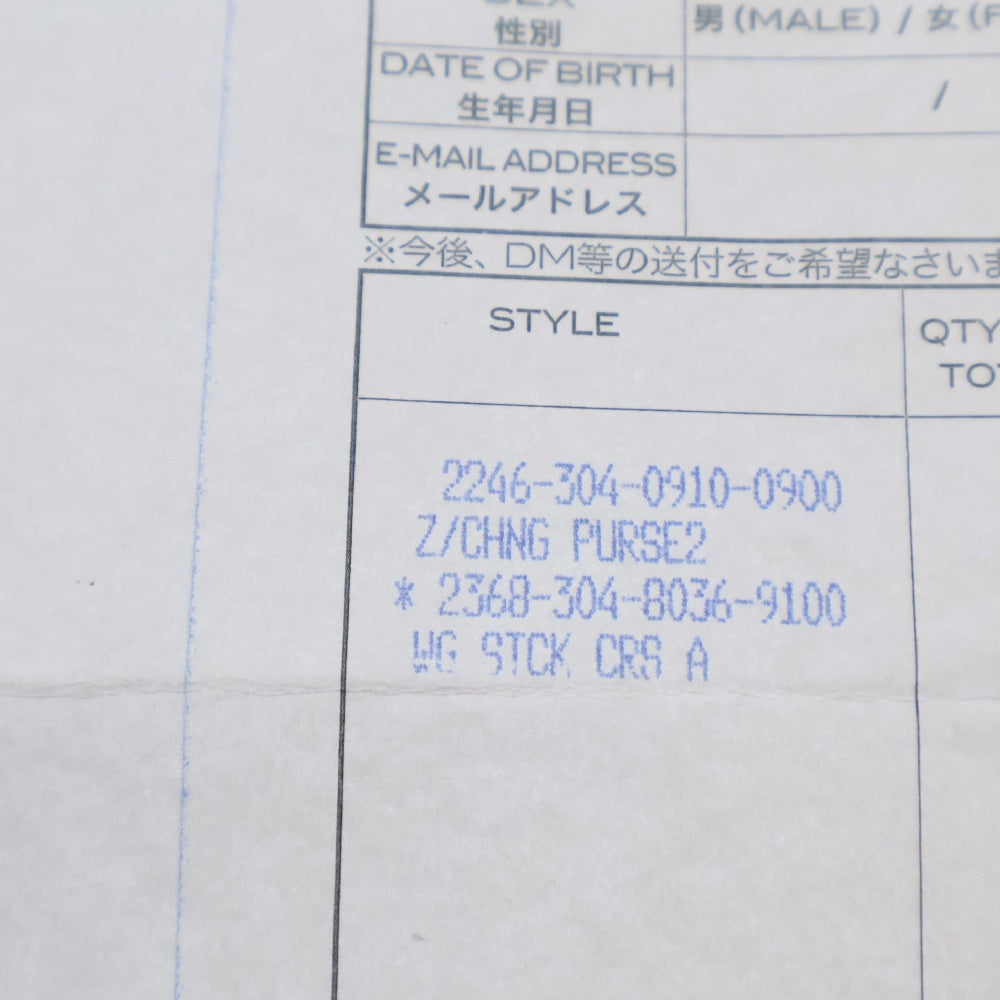 性別
男 (MALE) / 女
DATE OF BIRTH
生年月日
/
E-MAIL ADDRESS
メールアドレス
※今後、DM等の送付をご希望なさいま
STYLE
QTY
TO
2246-304-0910-0900
Z/CHNG PURSE2
* 2368-304-8036-9100
WG STCK CRS A